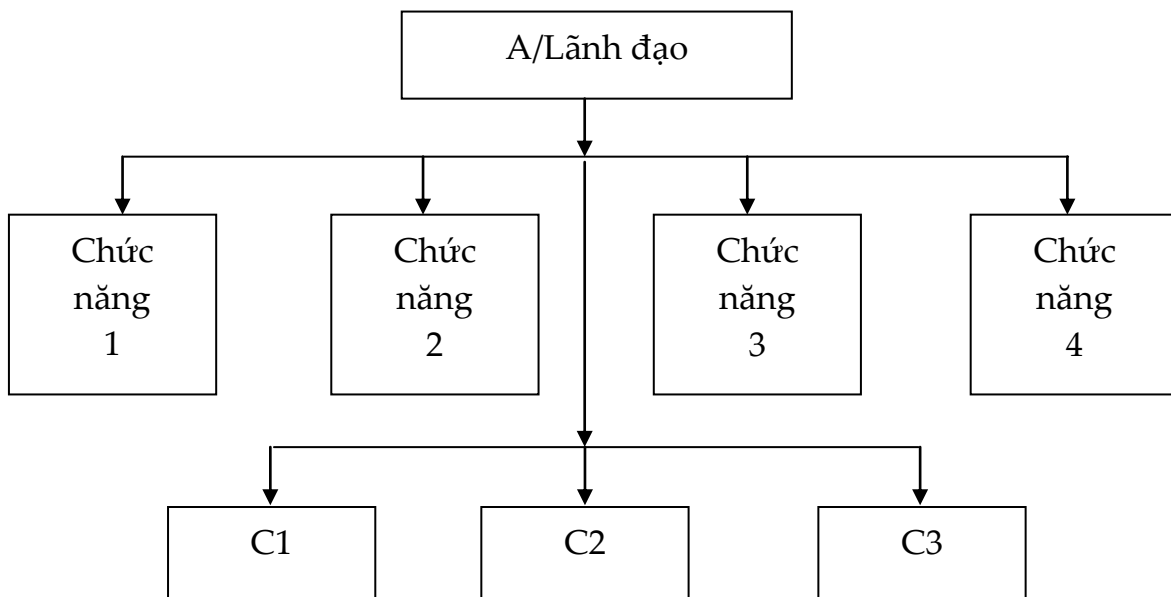 A/Lãnh đạo
Chức
năng
1
Chức
năng
2
Chức
năng
3
Chức
năng
4
C1
C2
C3